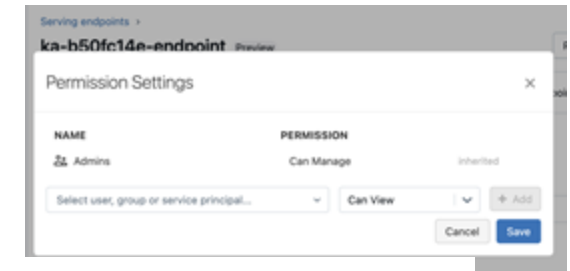 Serving endpoints >
ka-b50fc14e-endpoint Preview
Permission Settings
NAME PERMISSION
Admins Can Manage inherited
Select user, group or service principal... Can View + Add
Cancel Save